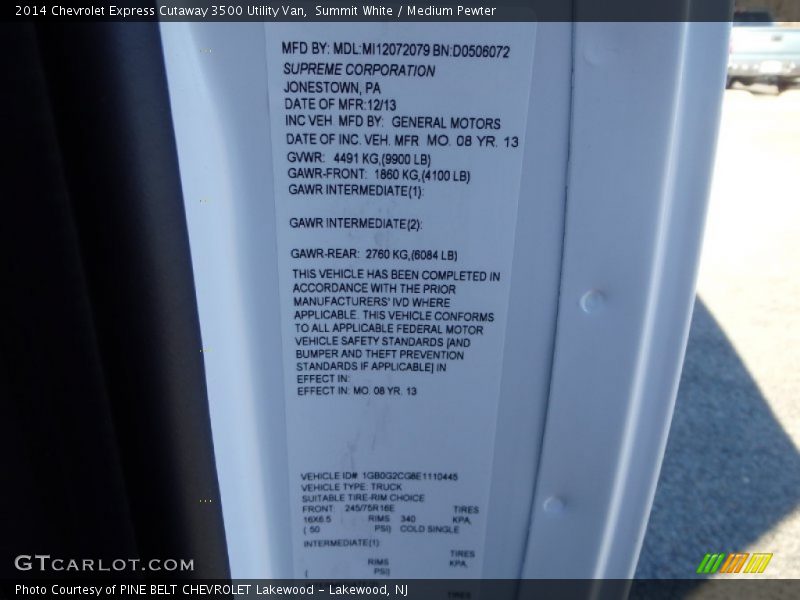 2014 Chevrolet Express Cutaway 3500 Utility Van, Summit White / Medium Pewter
MFD BY: MDL:MI12072079 BN:D0506072
SUPREME CORPORATION
JONESTOWN, PA
DATE OF MFR:12/13
INC VEH MFD BY: GENERAL MOTORS
DATE OF INC. VEH. MFR MO. 08 YR. 13
GVWR: 4491 KG,(9900 LB)
GAWR-FRONT: 1860 KG,(4100 LB)
GAWR INTERMEDIATE(1):
GAWR INTERMEDIATE(2):
GAWR-REAR: 2760 KG,(6084 LB)
THIS VEHICLE HAS BEEN COMPLETED IN
ACCORDANCE WITH THE PRIOR
MANUFACTURERS' IVD WHERE
APPLICABLE. THIS VEHICLE CONFORMS
TO ALL APPLICABLE FEDERAL MOTOR
VEHICLE SAFETY STANDARDS [AND
BUMPER AND THEFT PREVENTION
STANDARDS IF APPLICABLE] IN
EFFECT IN:
EFFECT IN: MO. 08 YR. 13
VEHICLE ID# 1GB0G2CG8E1110445
VEHICLE TYPE: TRUCK
SUITABLE TIRE-RIM CHOICE
FRONT 245/75R16E TIRES
16X6.5 RIMS 340 KPA,
( 50 PSI) COLD SINGLE
INTERMEDIATE(1)
TIRES
RIMS KPA,
( PSI)
TIRES
GTCarlot.com
Photo Courtesy of PINE BELT CHEVROLET Lakewood - Lakewood, NJ